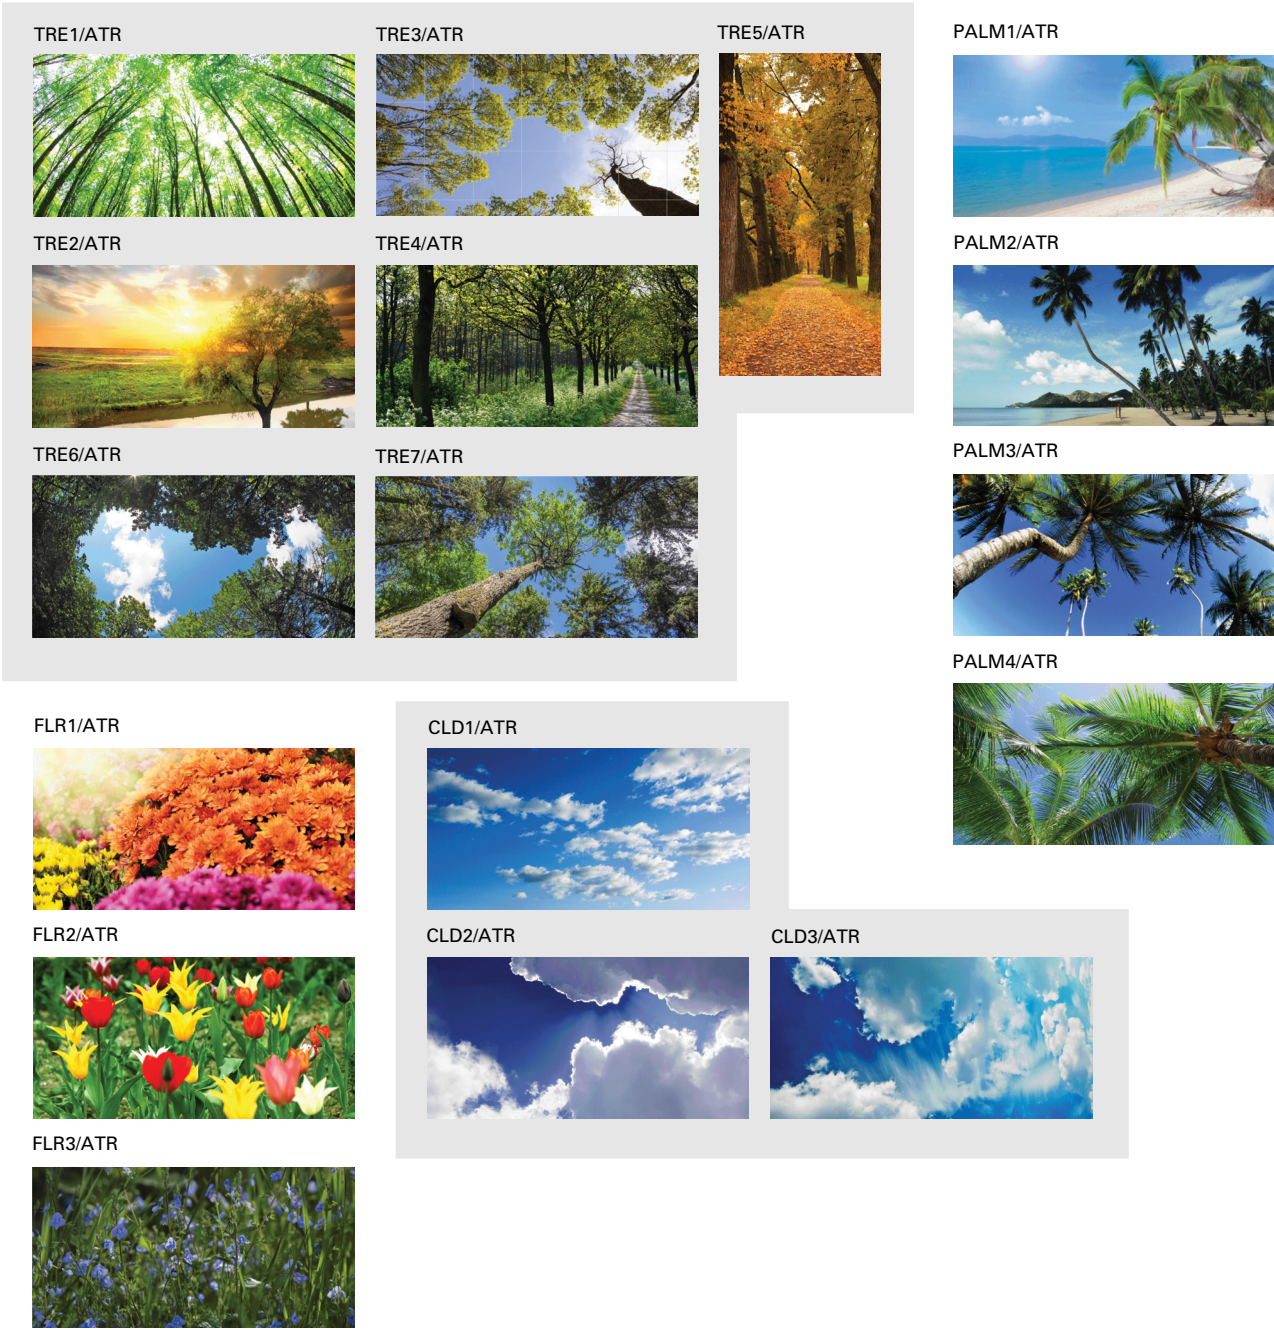 TRE1/ATR
TRE3/ATR
TRE5/ATR
PALM1/ATR
TRE2/ATR
TRE4/ATR
PALM2/ATR
TRE6/ATR
TRE7/ATR
PALM3/ATR
PALM4/ATR
FLR1/ATR
CLD1/ATR
FLR2/ATR
CLD2/ATR
CLD3/ATR
FLR3/ATR